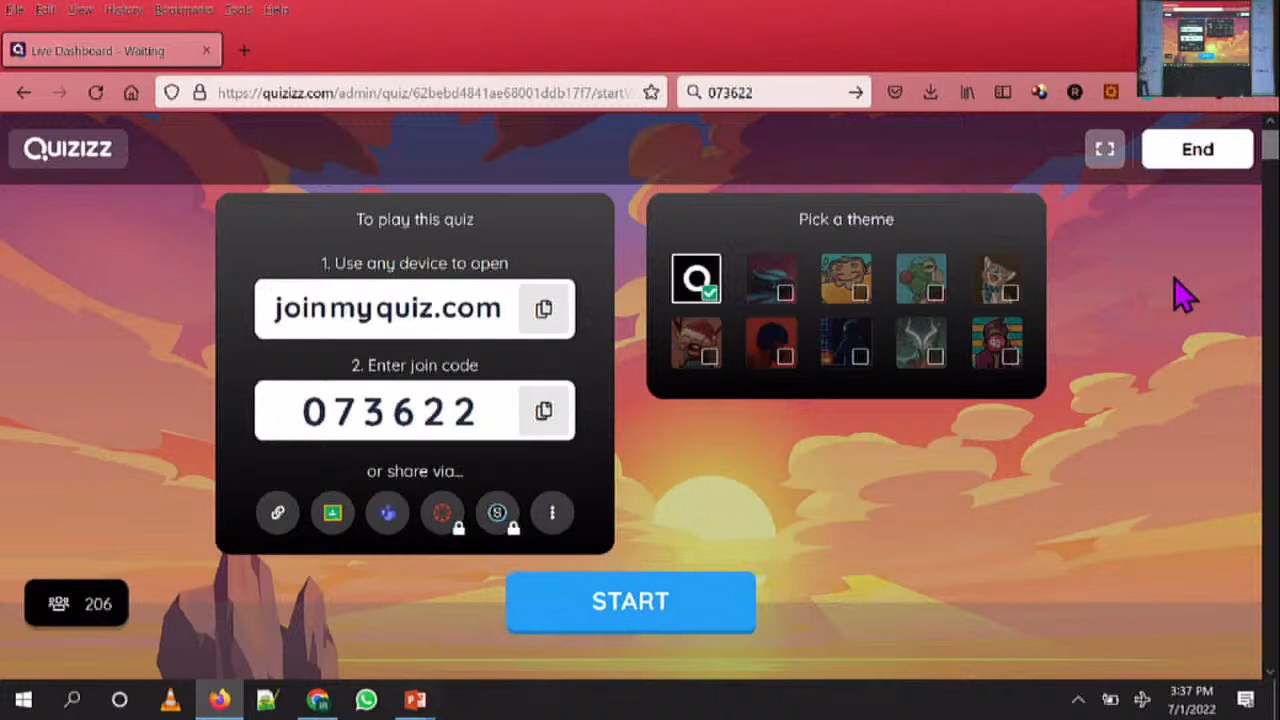 File Edit View History Bookmarks Tools Help
Live Dashboard - Waiting
https://quizizz.com/admin/quiz/62bebd4841ae68001ddb17f7/start
073622
Quizizz
End
To play this quiz
1. Use any device to open
joinmyquiz.com
2. Enter join code
073622
or share via...
Pick a theme
206
START
3:37 PM
7/1/2022